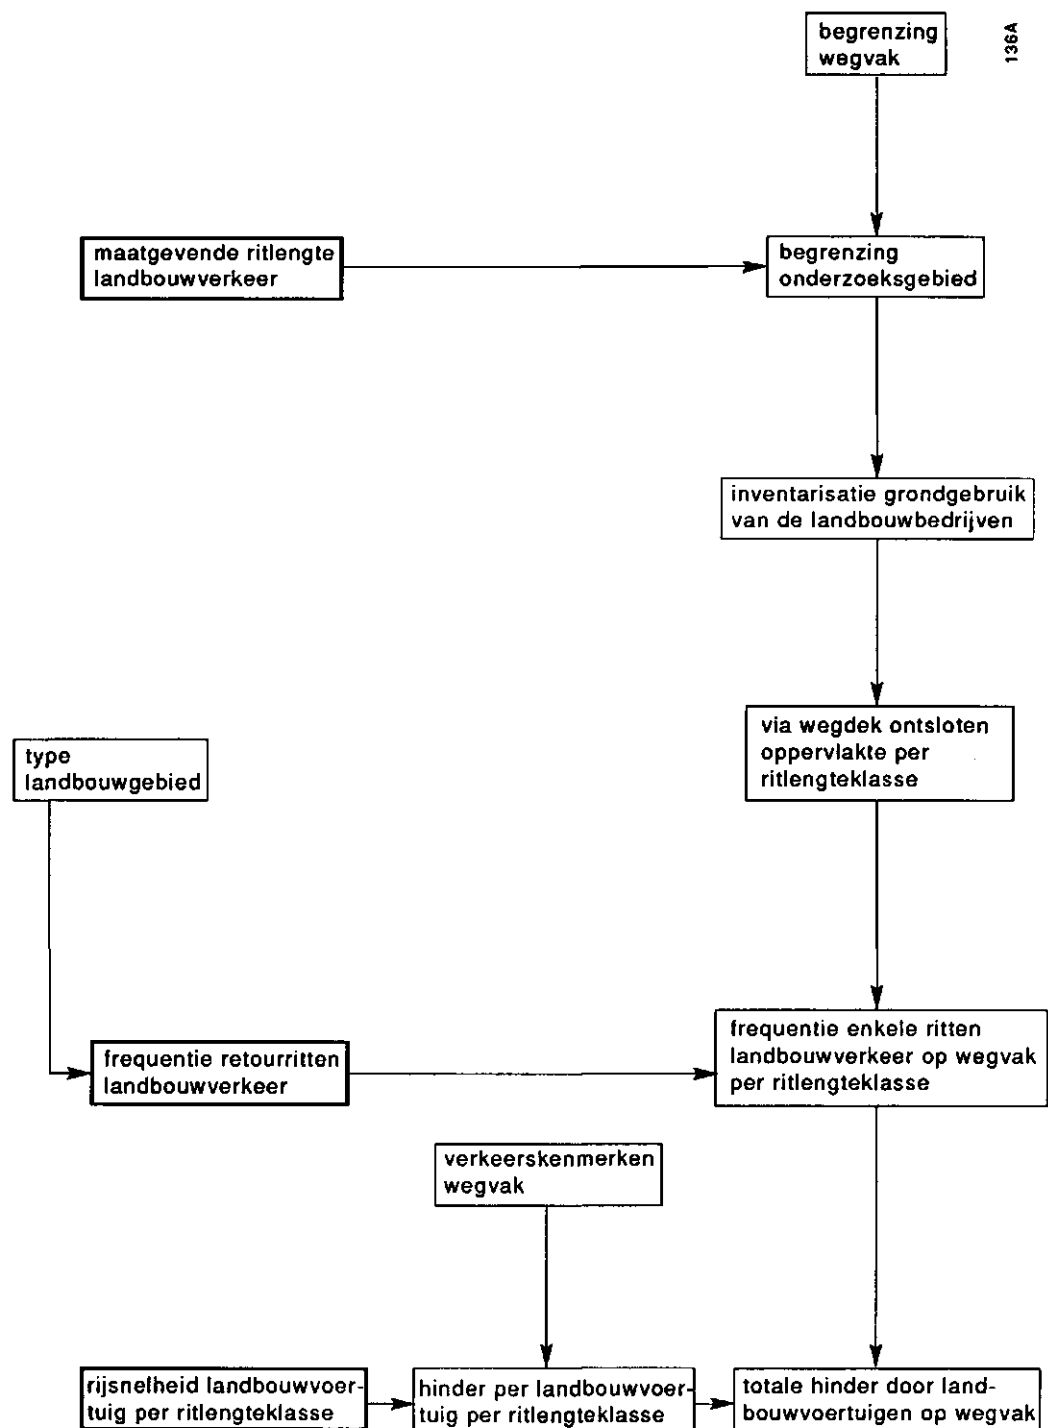 begrenzing
wegvak
136A
maatgevende ritlengte
landbouwverkeer
begrenzing
onderzoeksgebied
inventarisatie grondgebruik
van de landbouwbedrijven
via wegdek ontsloten
oppervlakte per
ritlengteklasse
type
landbouwgebied
frequentie retourritten
landbouwverkeer
frequentie enkele ritten
landbouwverkeer op wegvak
per ritlengteklasse
verkeerskenmerken
wegvak
rijsnelheid landbouwvoer-
tuig per ritlengteklasse
hinder per landbouwvoer-
tuig per ritlengteklasse
totale hinder door land-
bouwvoertuigen op wegvak